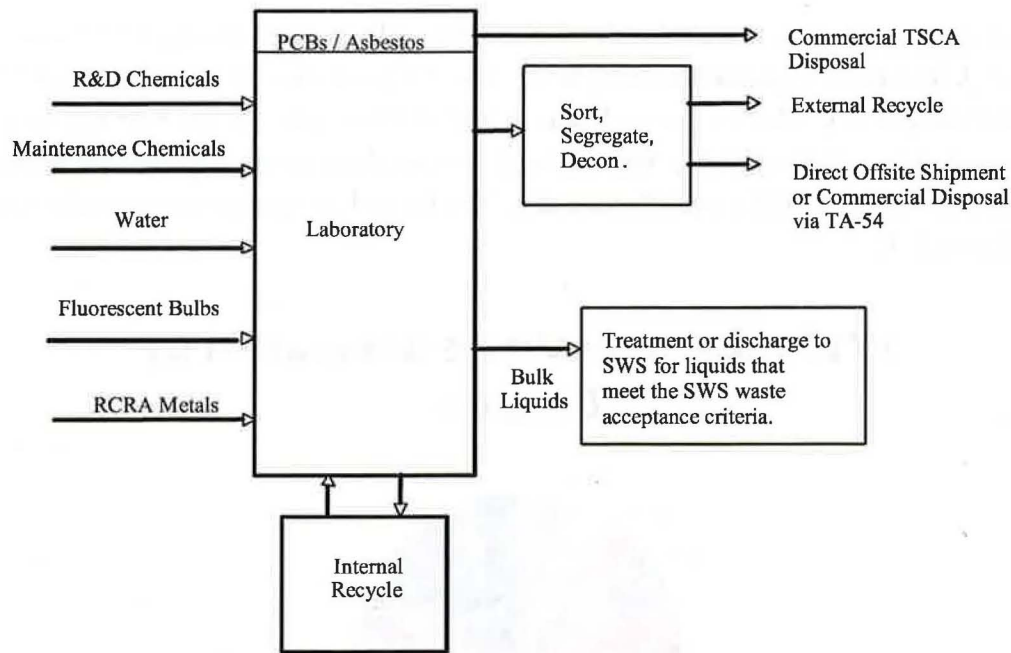 PCBs / Asbestos
Commercial TSCA
Disposal
R&D Chemicals
External Recycle
Sort,
Segregate,
Decon.
Maintenance Chemicals
Direct Offsite Shipment
or Commercial Disposal
via TA-54
Water
Laboratory
Fluorescent Bulbs
Treatment or discharge to
SWS for liquids that
meet the SWS waste
acceptance criteria.
Bulk
Liquids
RCRA Metals
Internal
Recycle